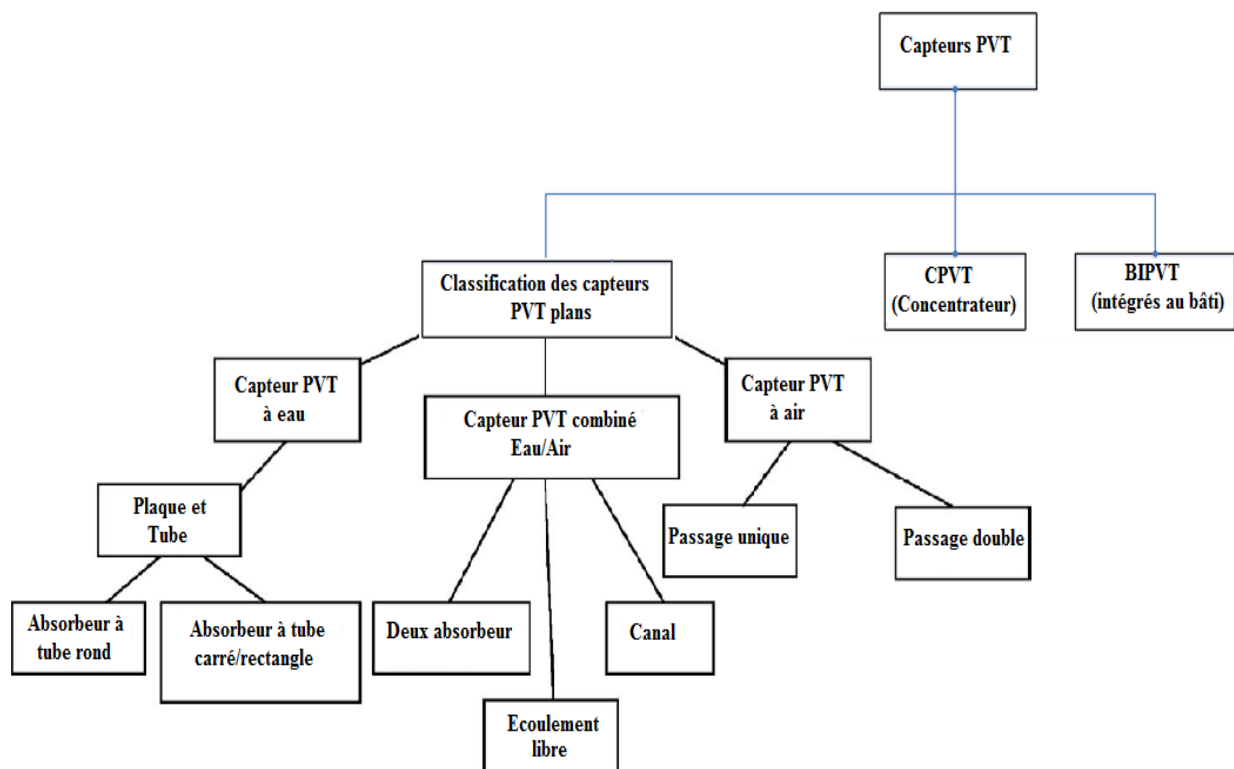 Capteurs PVT
Classification des capteurs
PVT plans
CPVT
(Concentrateur)
BIPVT
(intégrés au bâti)
Capteur PVT
à eau
Capteur PVT combiné
Eau/Air
Capteur PVT
à air
Plaque et
Tube
Passage unique
Passage double
Absorbeur à
tube rond
Absorbeur à tube
carré/rectangle
Deux absorbeur
Canal
Ecoulement
libre